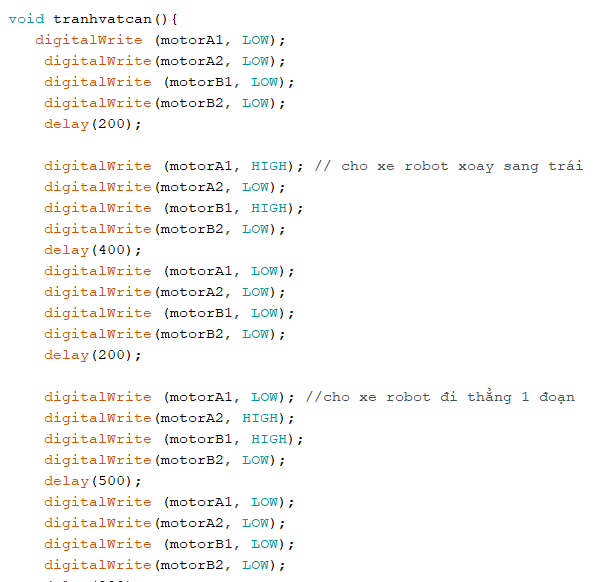 void tranhvatcan(){
digitalWrite (motorA1, LOW);
digitalWrite(motorA2, LOW);
digitalWrite (motorB1, LOW);
digitalWrite(motorB2, LOW);
delay(200);
digitalWrite (motorA1, HIGH); // cho xe robot xoay sang trái
digitalWrite(motorA2, LOW);
digitalWrite (motorB1, HIGH);
digitalWrite(motorB2, LOW);
delay(400);
digitalWrite (motorA1, LOW);
digitalWrite(motorA2, LOW);
digitalWrite (motorB1, LOW);
digitalWrite(motorB2, LOW);
delay(200);
digitalWrite (motorA1, LOW); //cho xe robot đi thẳng 1 đoạn
digitalWrite(motorA2, HIGH);
digitalWrite (motorB1, HIGH);
digitalWrite(motorB2, LOW);
delay(500);
digitalWrite (motorA1, LOW);
digitalWrite(motorA2, LOW);
digitalWrite (motorB1, LOW);
digitalWrite(motorB2, LOW);